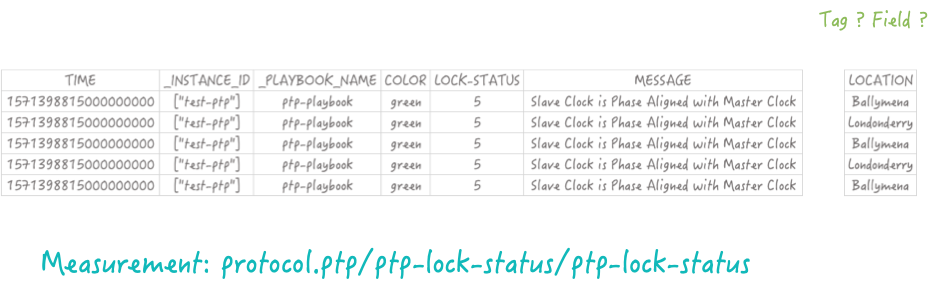 Tag ? Field ?
TIME _INSTANCE_ID _PLAYBOOK_NAME COLOR LOCK-STATUS MESSAGE LOCATION
1571398815000000000 ["test-ptp"] ptp-playbook green 5 Slave Clock is Phase Aligned with Master Clock Ballymena
1571398815000000000 ["test-ptp"] ptp-playbook green 5 Slave Clock is Phase Aligned with Master Clock Londonderry
1571398815000000000 ["test-ptp"] ptp-playbook green 5 Slave Clock is Phase Aligned with Master Clock Ballymena
1571398815000000000 ["test-ptp"] ptp-playbook green 5 Slave Clock is Phase Aligned with Master Clock Londonderry
1571398815000000000 ["test-ptp"] ptp-playbook green 5 Slave Clock is Phase Aligned with Master Clock Ballymena
Measurement: protocol.ptp/ptp-lock-status/ptp-lock-status